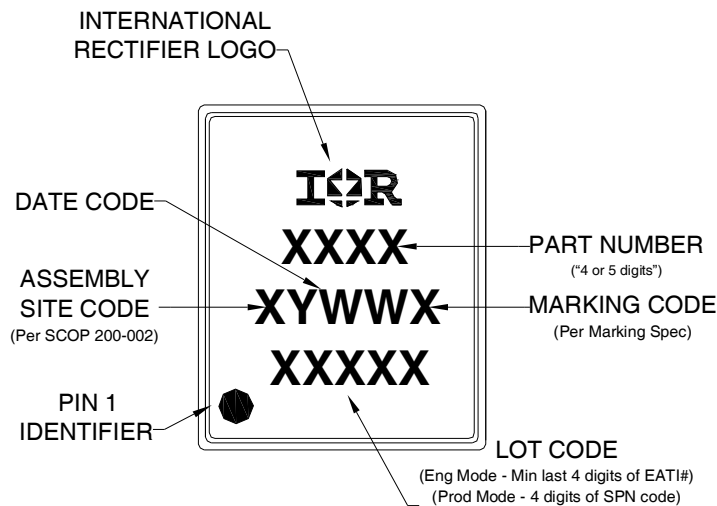 INTERNATIONAL
RECTIFIER LOGO
IOR
DATE CODE
XXXX
PART NUMBER
(“4 or 5 digits”)
ASSEMBLY
SITE CODE
(Per SCOP 200-002)
XYWWX
MARKING CODE
(Per Marking Spec)
XXXXX
PIN 1
IDENTIFIER
LOT CODE
(Eng Mode - Min last 4 digits of EATI#)
(Prod Mode - 4 digits of SPN code)